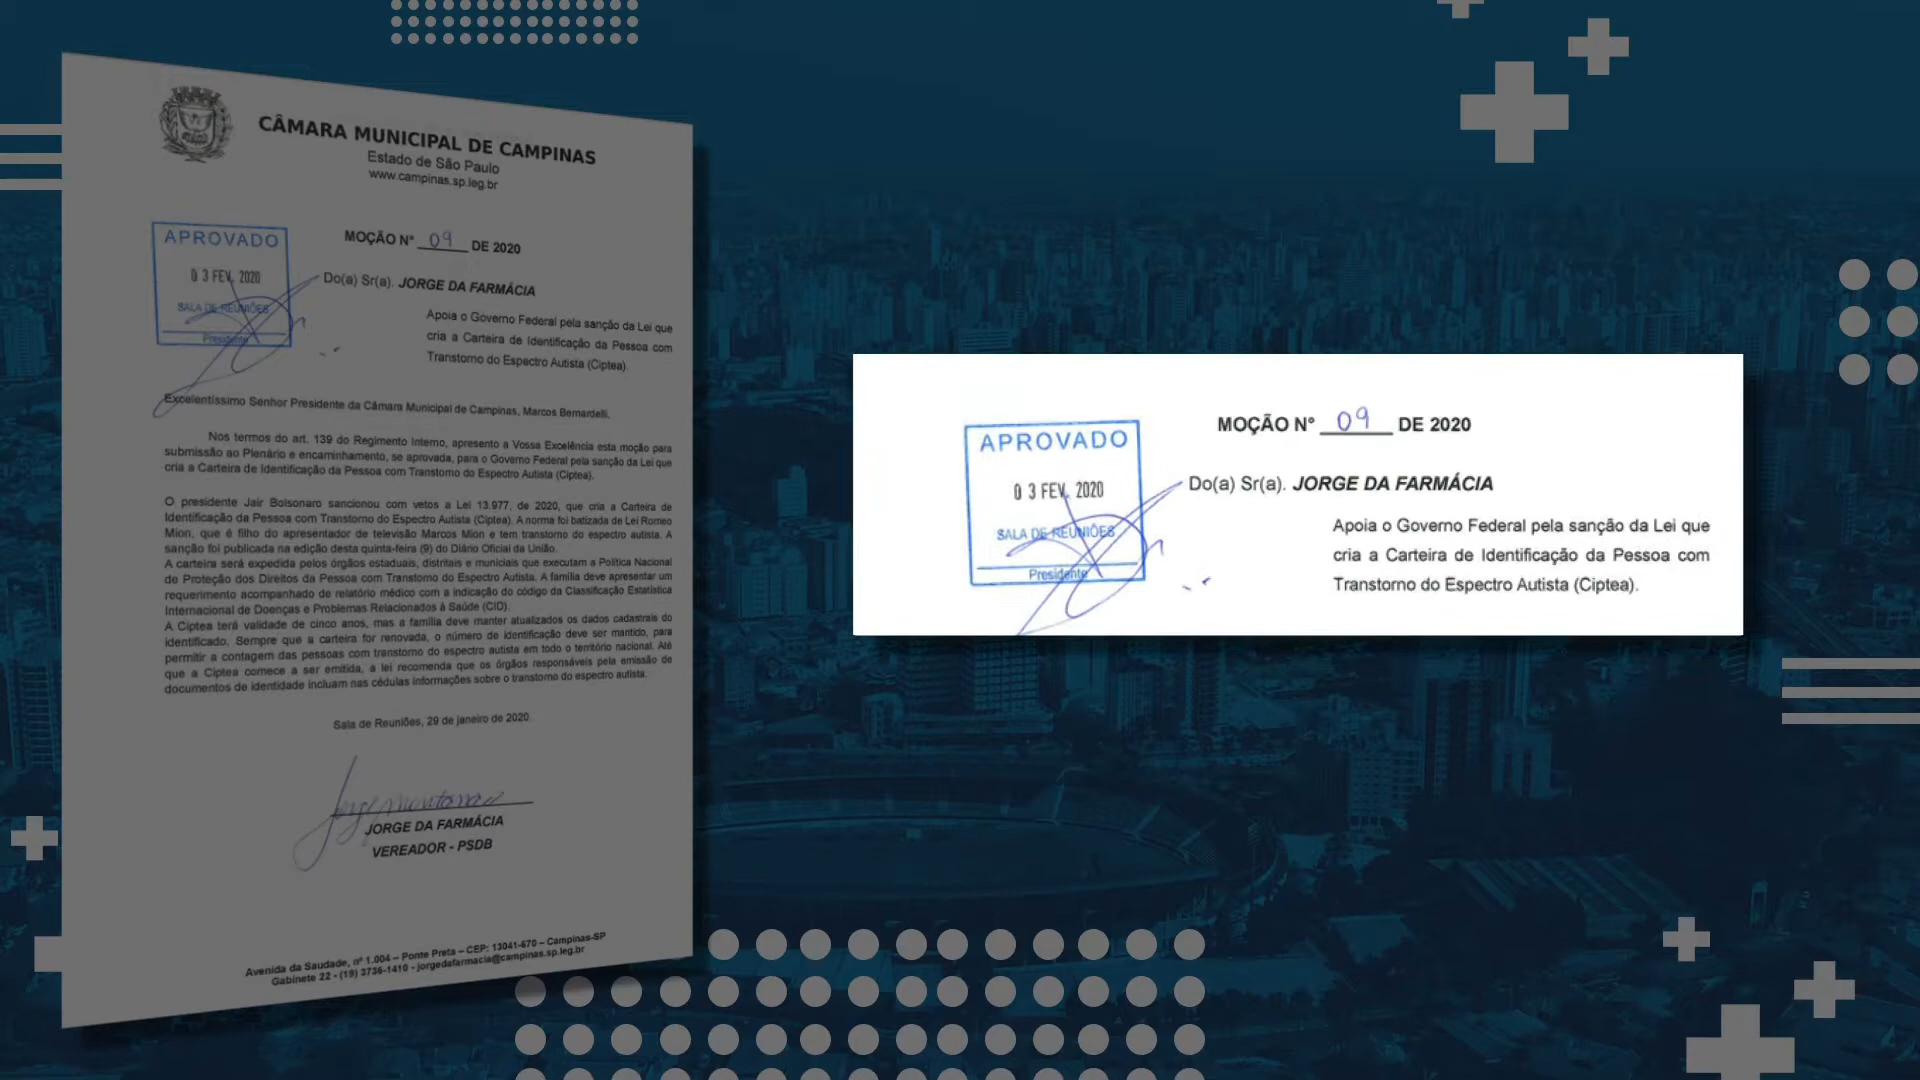 CÂMARA MUNICIPAL DE CAMPINAS
Estado de São Paulo
www.campinas.sp.leg.br
APROVADO
0 3 FEV. 2020
SALA DE REUNIÕES
Presidente
MOÇÃO N° 09 DE 2020
Do(a) Sr(a). JORGE DA FARMÁCIA
Apoia o Governo Federal pela sanção da Lei que
cria a Carteira de Identificação da Pessoa com
Transtorno do Espectro Autista (Ciptea).
Excelentíssimo Senhor Presidente da Câmara Municipal de Campinas, Marcos Bernardelli,
Nos termos do art. 139 do Regimento Interno, apresento a Vossa Excelência esta moção para
submissão ao Plenário e encaminhamento, se aprovada, para o Governo Federal pela sanção da Lei que
cria a Carteira de Identificação da Pessoa com Transtorno do Espectro Autista (Ciptea).
O presidente Jair Bolsonaro sancionou com vetos a Lei 13.977, de 2020, que cria a Carteira de
Identificação da Pessoa com Transtorno do Espectro Autista (Ciptea). A norma foi batizada de Lei Romeo
Mion, que é filho do apresentador de televisão Marcos Mion e tem transtorno do espectro autista. A
sanção foi publicada na edição desta quinta-feira (9) do Diário Oficial da União.
A carteira será expedida pelos órgãos estaduais, distritais e municipais que executam a Política Nacional
de Proteção dos Direitos da Pessoa com Transtorno do Espectro Autista. A família deve apresentar um
requerimento acompanhado de relatório médico com a indicação do código da Classificação Estatística
Internacional de Doenças e Problemas Relacionados à Saúde (CID).
A Ciptea terá validade de cinco anos, mas a família deve manter atualizados os dados cadastrais do
identificado. Sempre que a carteira for renovada, o número de identificação deve ser mantido, para
permitir a contagem das pessoas com transtorno do espectro autista em todo o território nacional. Até
que a Ciptea comece a ser emitida, a lei recomenda que os órgãos responsáveis pela emissão de
documentos de identidade incluam nas cédulas informações sobre o transtorno do espectro autista.
Sala de Reuniões, 29 de janeiro de 2020.
JORGE DA FARMÁCIA
VEREADOR - PSDB
Avenida da Saudade, nº 1.004 – Ponte Preta – CEP: 13041-670 – Campinas-SP
Gabinete 22 - (19) 3736-1410 - jorgedafarmacia@campinas.sp.leg.br
MOÇÃO N° 09 DE 2020
APROVADO
0 3 FEV. 2020
SALA DE REUNIÕES
Presidente
Do(a) Sr(a). JORGE DA FARMÁCIA
Apoia o Governo Federal pela sanção da Lei que
cria a Carteira de Identificação da Pessoa com
Transtorno do Espectro Autista (Ciptea).